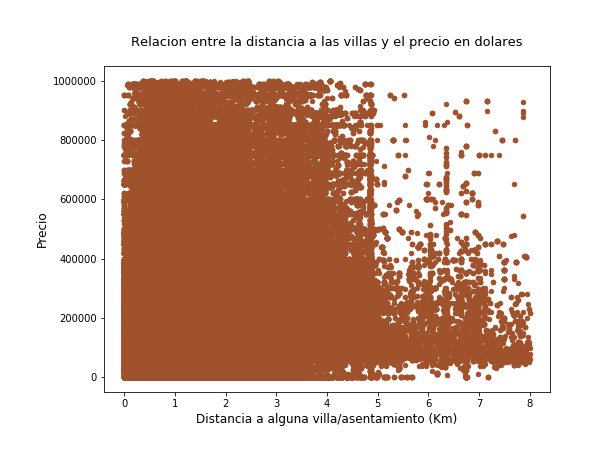 Relacion entre la distancia a las villas y el precio en dolares
1000000
800000
600000
400000
200000
0
Precio
0 1 2 3 4 5 6 7 8
Distancia a alguna villa/asentamiento (Km)